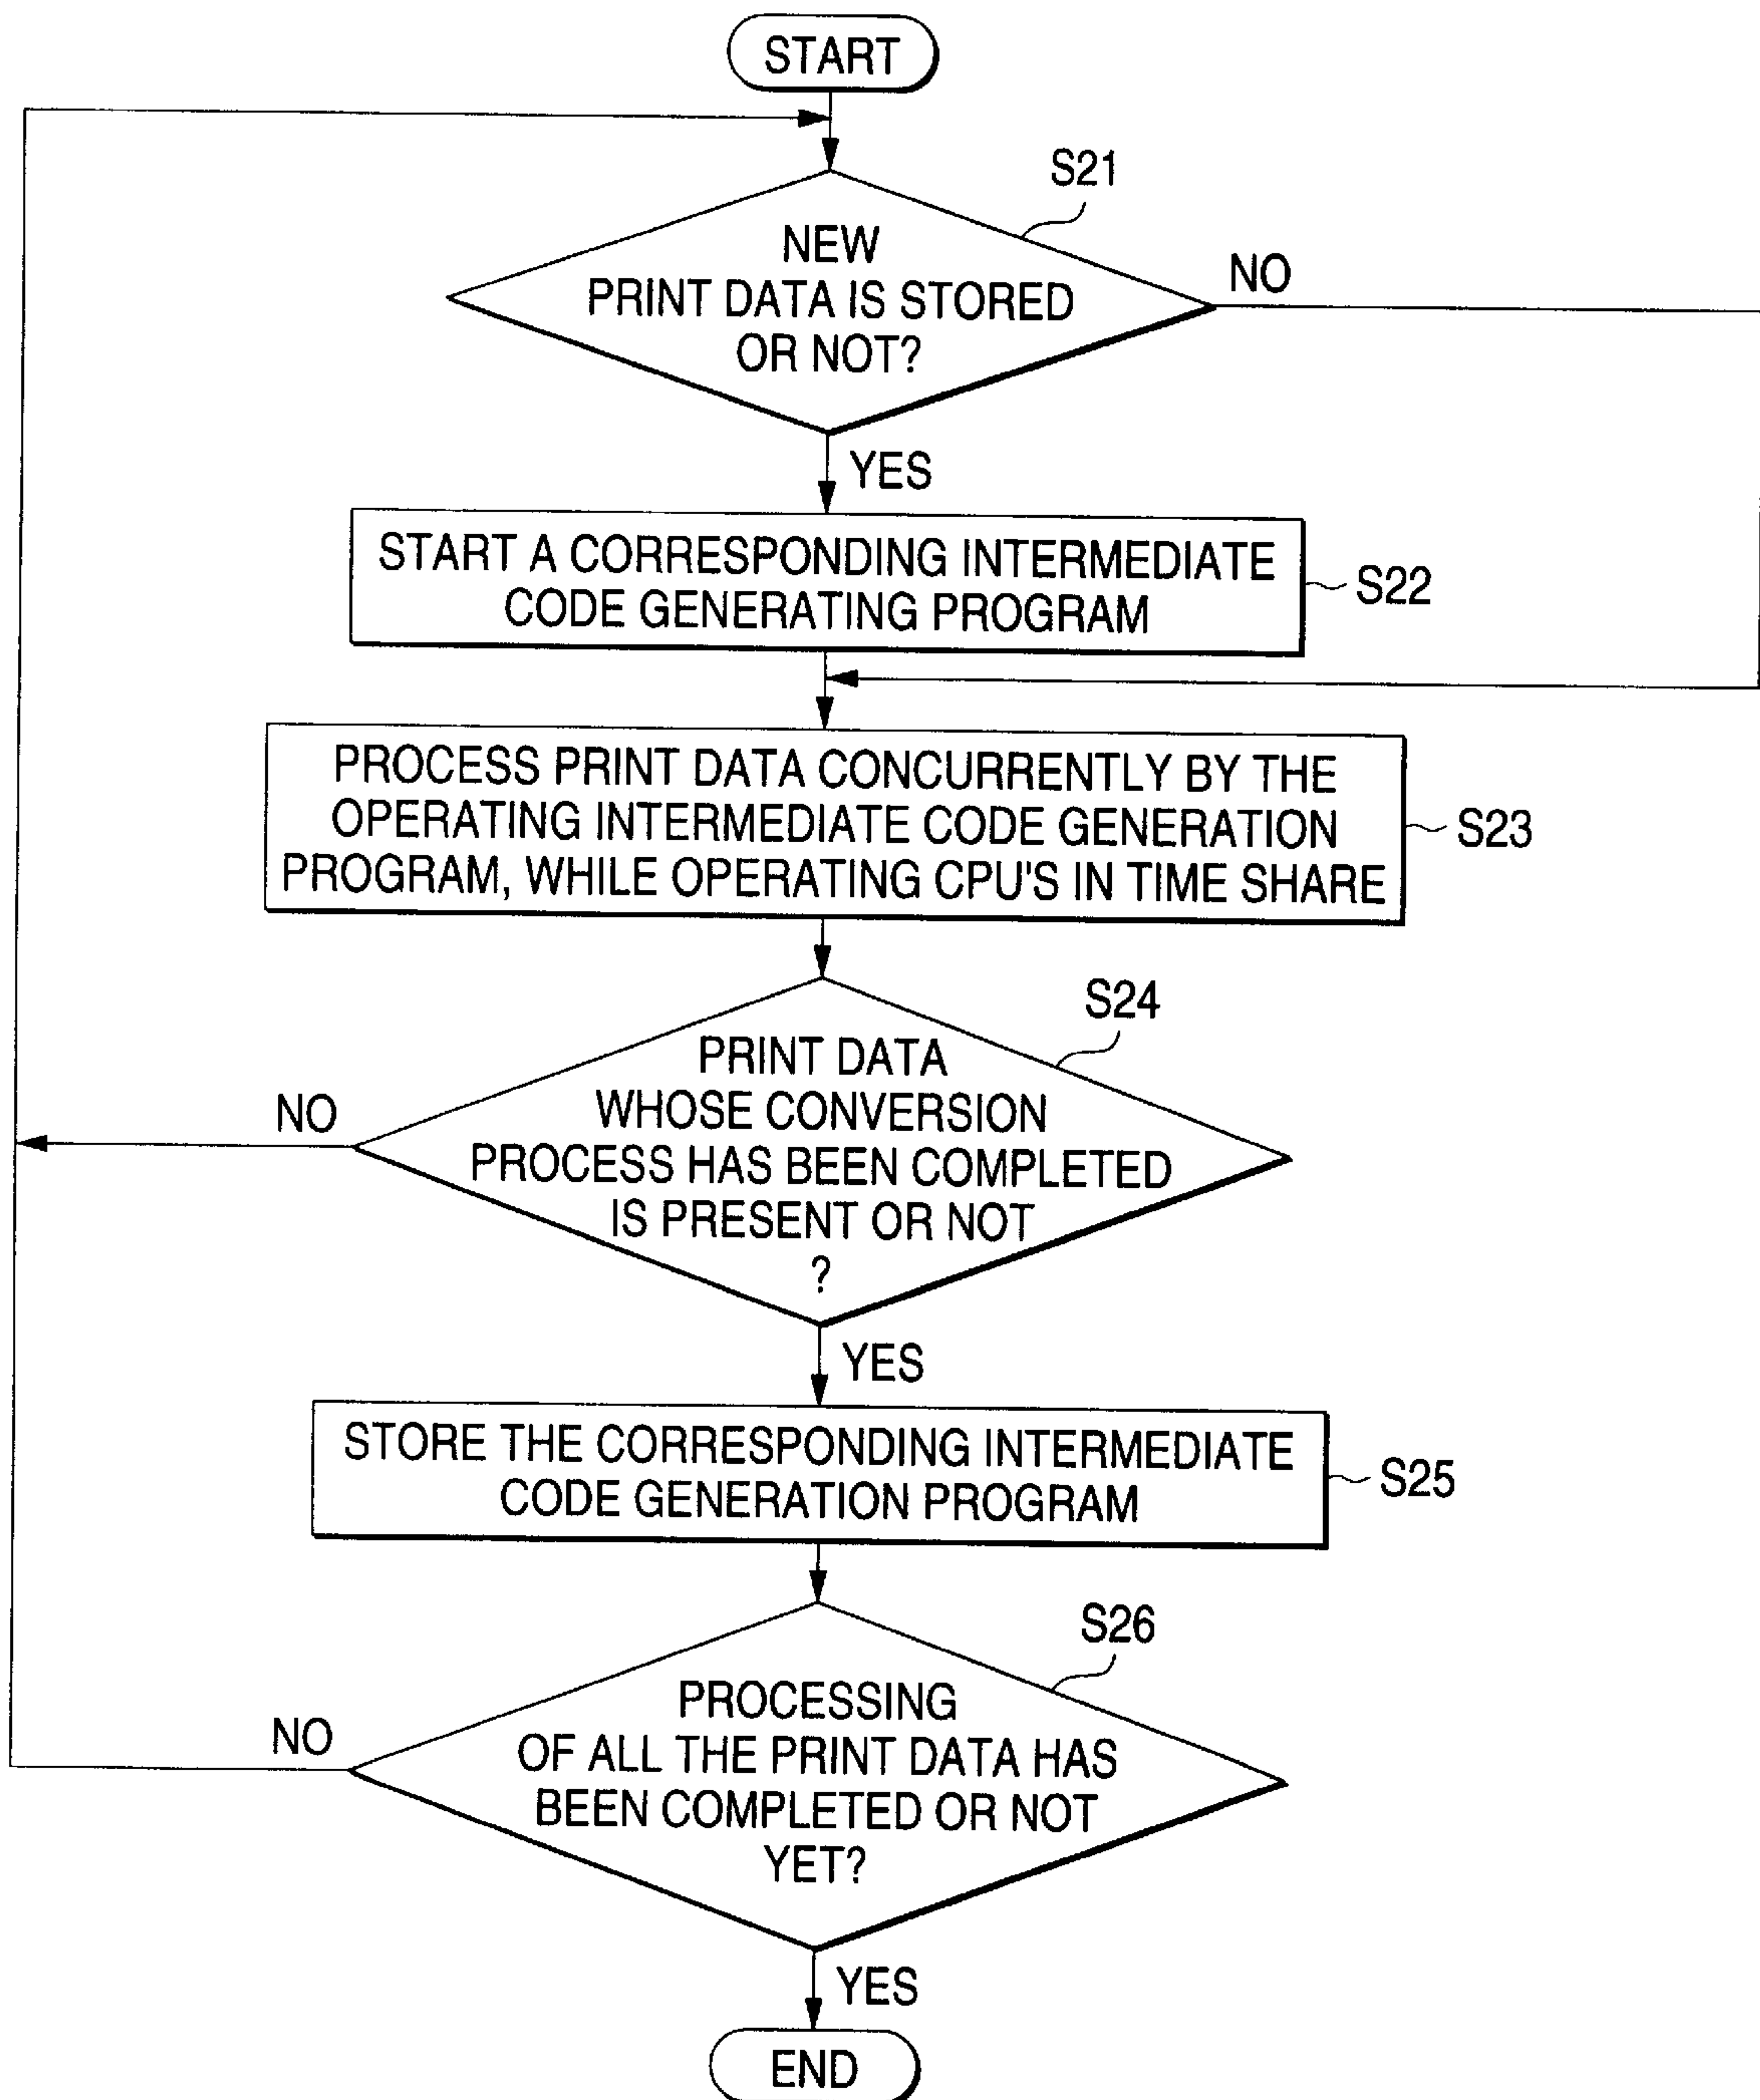 START
S21
NEW
PRINT DATA IS STORED
OR NOT?
NO
YES
START A CORRESPONDING INTERMEDIATE
CODE GENERATING PROGRAM
S22
PROCESS PRINT DATA CONCURRENTLY BY THE
OPERATING INTERMEDIATE CODE GENERATION
PROGRAM, WHILE OPERATING CPU'S IN TIME SHARE
S23
S24
PRINT DATA
WHOSE CONVERSION
PROCESS HAS BEEN COMPLETED
IS PRESENT OR NOT
?
NO
YES
STORE THE CORRESPONDING INTERMEDIATE
CODE GENERATION PROGRAM
S25
S26
PROCESSING
OF ALL THE PRINT DATA HAS
BEEN COMPLETED OR NOT
YET?
NO
YES
END